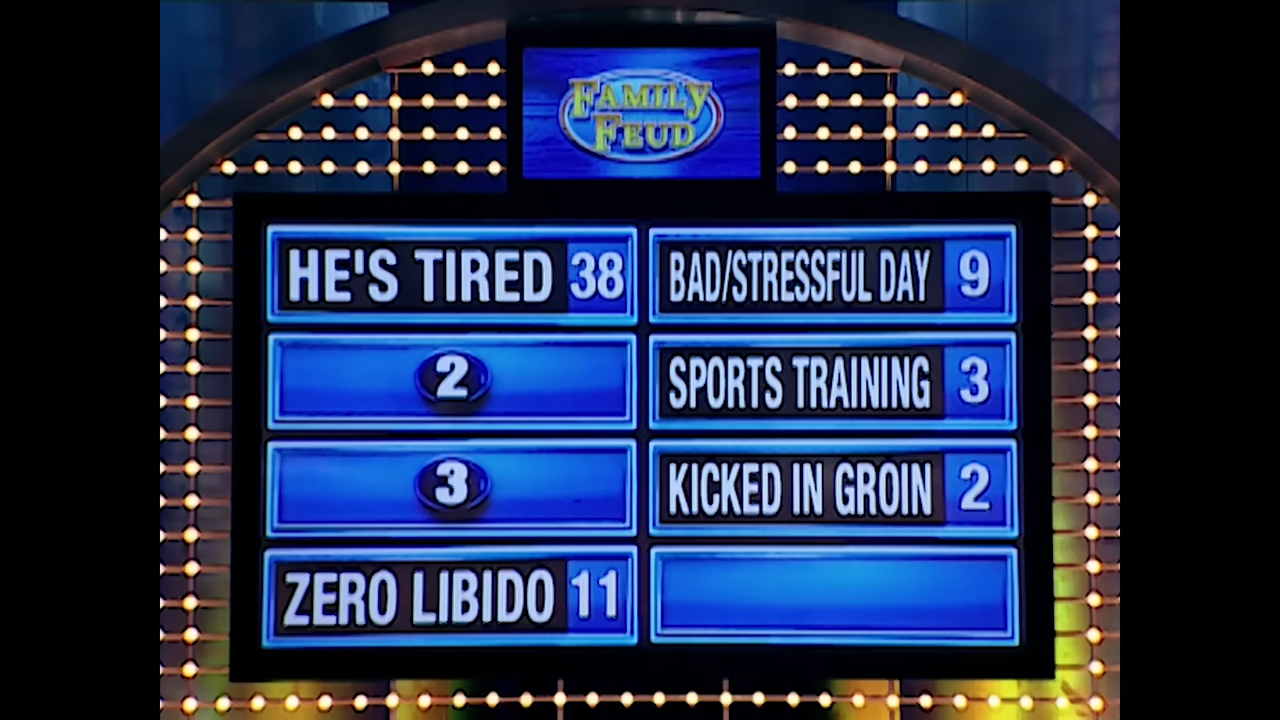 FAMILY
FEUD
HE'S TIRED 38
2
3
ZERO LIBIDO 11
BAD/STRESSFUL DAY 9
SPORTS TRAINING 3
KICKED IN GROIN 2